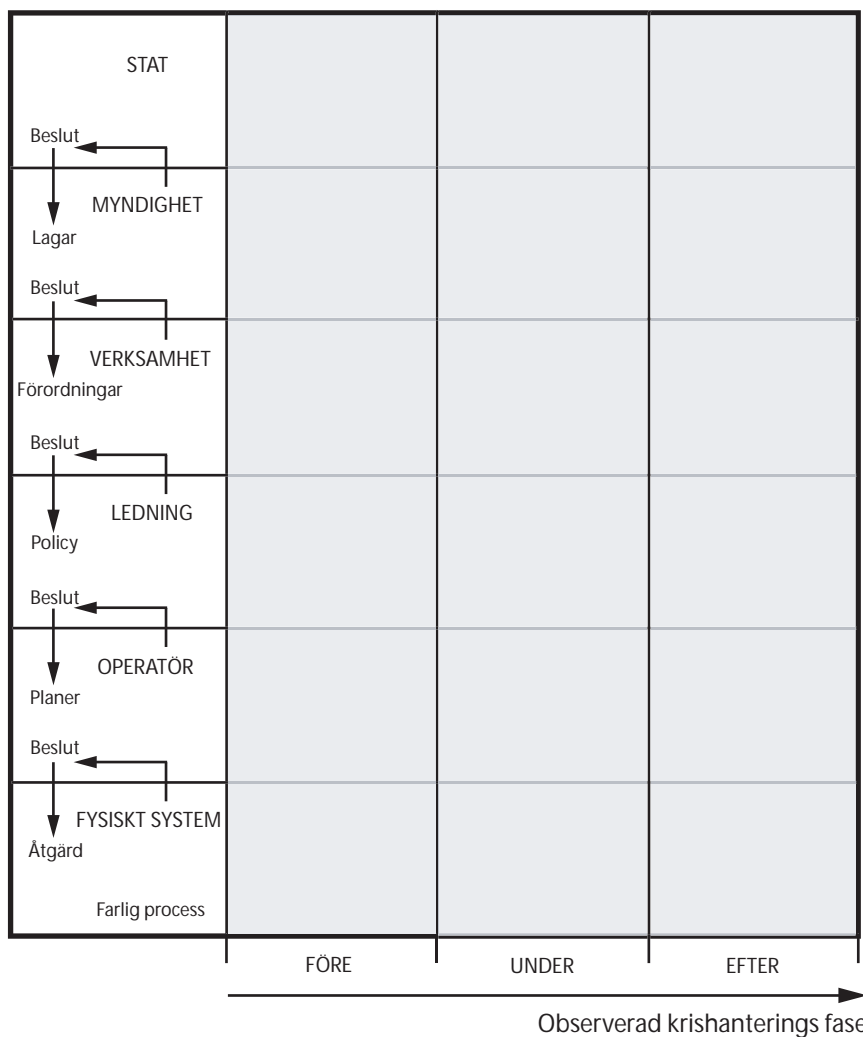 STAT
Beslut
MYNDIGHET
Lagar
Beslut
VERKSAMHET
Förordningar
Beslut
LEDNING
Policy
Beslut
OPERATÖR
Planer
Beslut
FYSISKT SYSTEM
Åtgärd
Farlig process
FÖRE UNDER EFTER
Observerad krishanterings fase